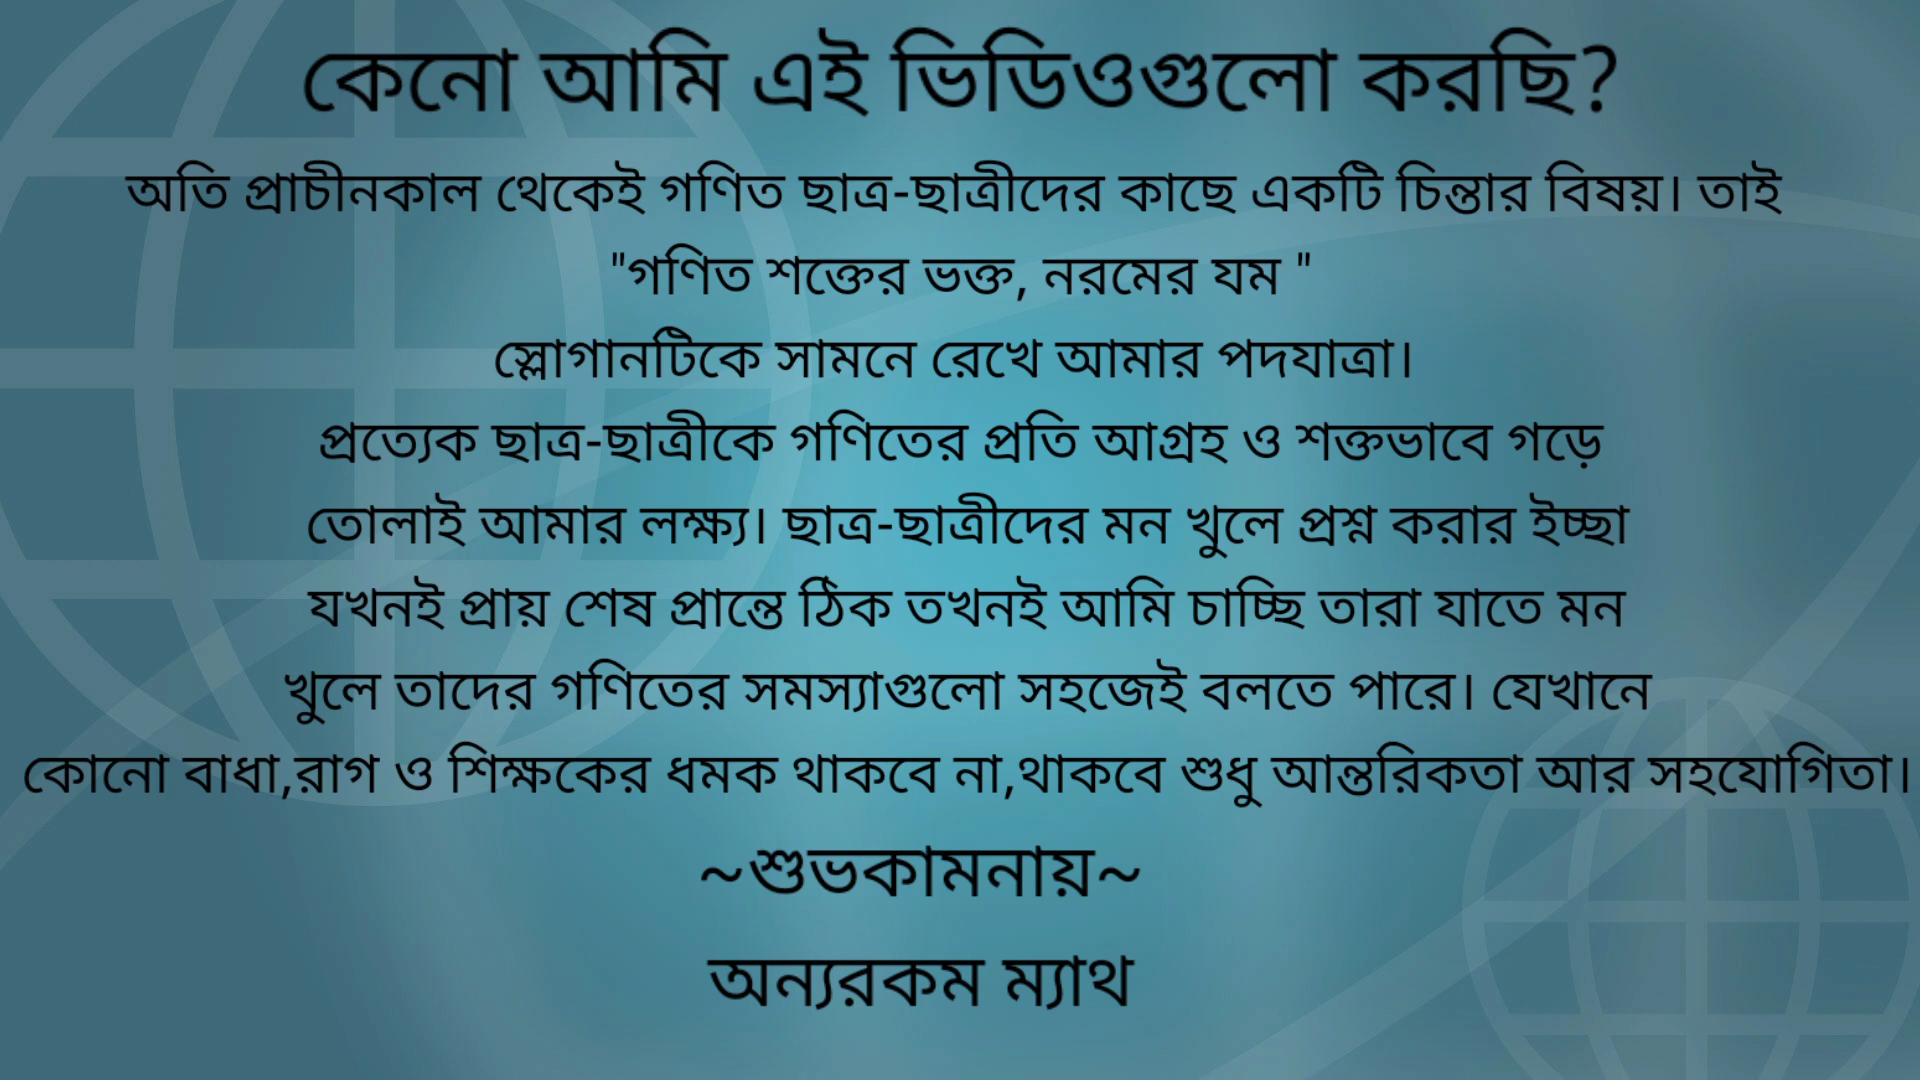 কেনো আমি এই ভিডিওগুলো করছি?
অতি প্রাচীনকাল থেকেই গণিত ছাত্র-ছাত্রীদের কাছে একটি চিন্তার বিষয়। তাই
"গণিত শক্তের ভক্ত, নরমের যম "
স্লোগানটিকে সামনে রেখে আমার পদযাত্রা।
প্রত্যেক ছাত্র-ছাত্রীকে গণিতের প্রতি আগ্রহ ও শক্তভাবে গড়ে
তোলাই আমার লক্ষ্য। ছাত্র-ছাত্রীদের মন খুলে প্রশ্ন করার ইচ্ছা
যখনই প্রায় শেষ প্রান্তে ঠিক তখনই আমি চাচ্ছি তারা যাতে মন
খুলে তাদের গণিতের সমস্যাগুলো সহজেই বলতে পারে। যেখানে
কোনো বাধা,রাগ ও শিক্ষকের ধমক থাকবে না,থাকবে শুধু আন্তরিকতা আর সহযোগিতা।
~শুভকামনায়~
অন্যরকম ম্যাথ